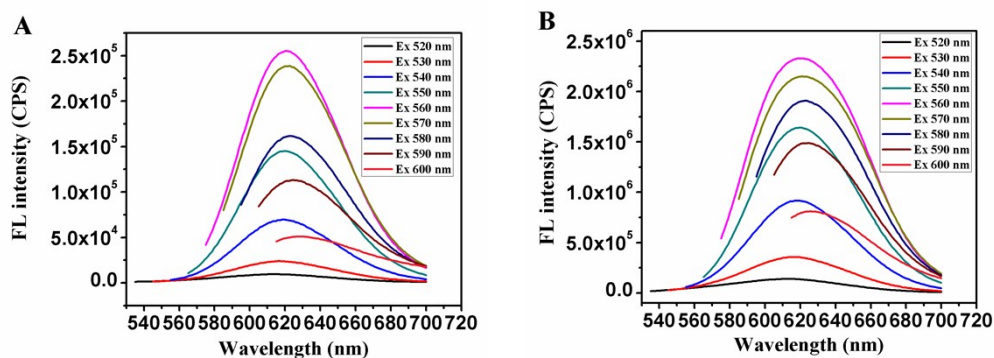 A
FL intensity (CPS)
2.5x10⁵
2.0x10⁵
1.5x10⁵
1.0x10⁵
5.0x10⁴
0.0
Ex 520 nm
Ex 530 nm
Ex 540 nm
Ex 550 nm
Ex 560 nm
Ex 570 nm
Ex 580 nm
Ex 590 nm
Ex 600 nm
540 560 580 600 620 640 660 680 700 720
Wavelength (nm)
B
FL intensity (CPS)
2.5x10⁶
2.0x10⁶
1.5x10⁶
1.0x10⁶
5.0x10⁵
0.0
Ex 520 nm
Ex 530 nm
Ex 540 nm
Ex 550 nm
Ex 560 nm
Ex 570 nm
Ex 580 nm
Ex 590 nm
Ex 600 nm
540 560 580 600 620 640 660 680 700 720
Wavelength (nm)